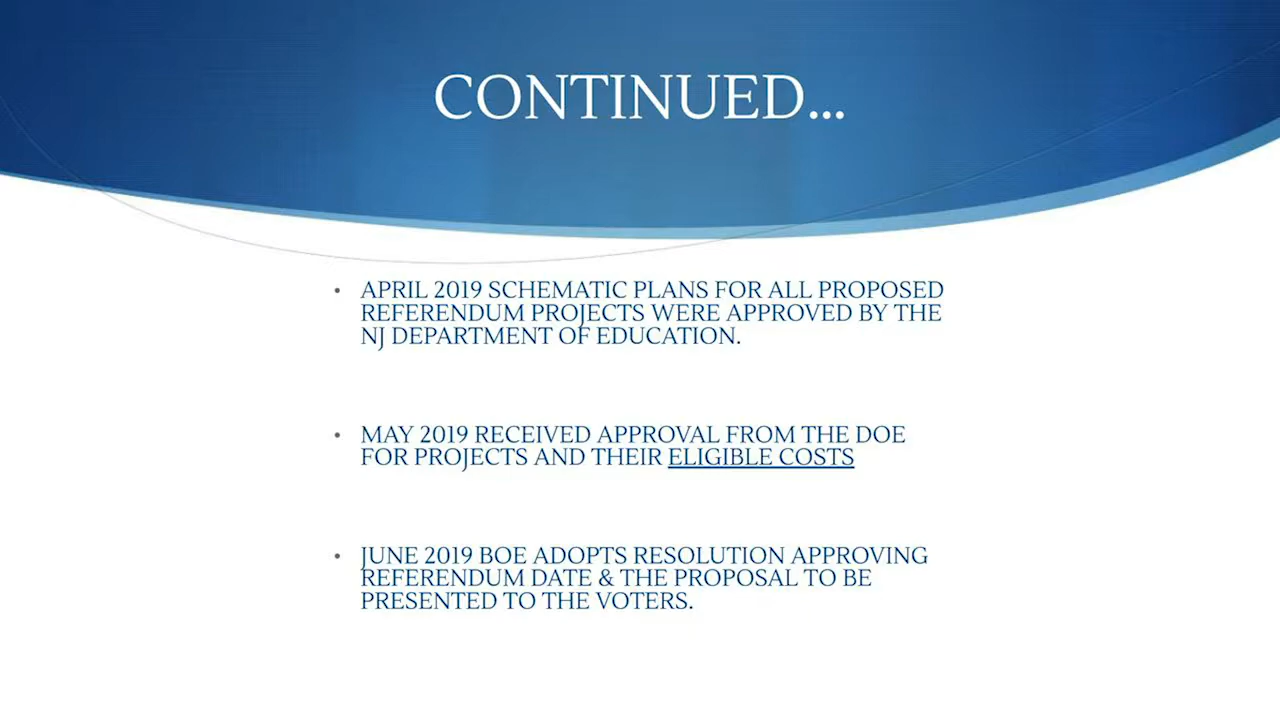 CONTINUED...
• APRIL 2019 SCHEMATIC PLANS FOR ALL PROPOSED
REFERENDUM PROJECTS WERE APPROVED BY THE
NJ DEPARTMENT OF EDUCATION.
• MAY 2019 RECEIVED APPROVAL FROM THE DOE
FOR PROJECTS AND THEIR ELIGIBLE COSTS
• JUNE 2019 BOE ADOPTS RESOLUTION APPROVING
REFERENDUM DATE & THE PROPOSAL TO BE
PRESENTED TO THE VOTERS.